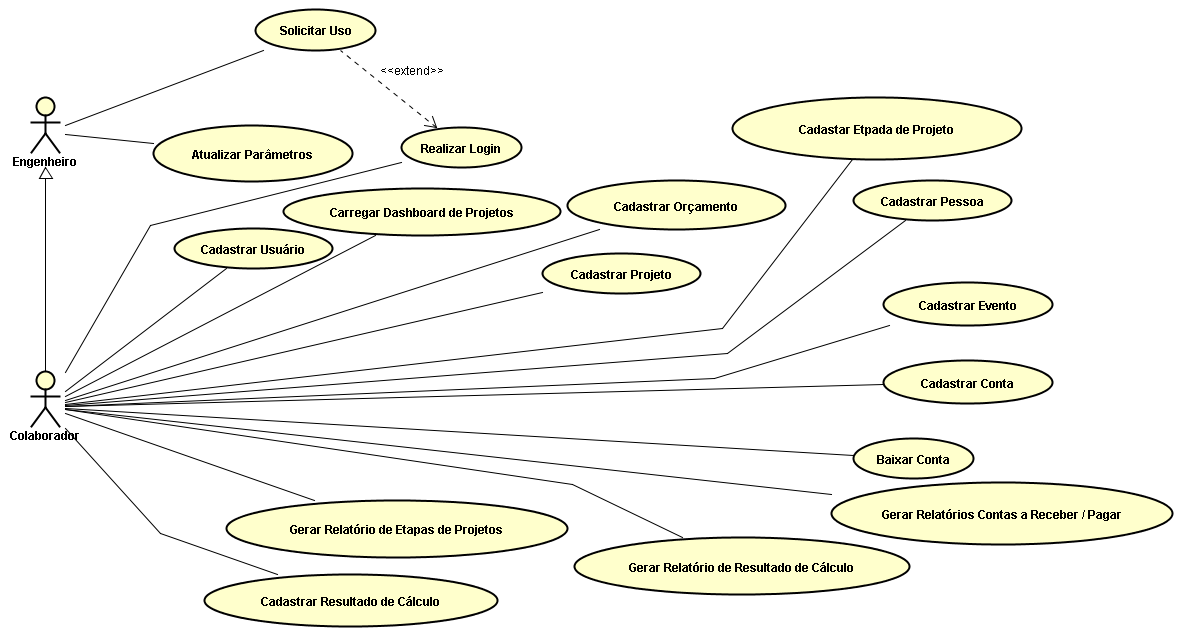 Solicitar Uso
<<extend>>
Engenheiro
Atualizar Parâmetros
Realizar Login
Cadastar Etpada de Projeto
Carregar Dashboard de Projetos
Cadastrar Orçamento
Cadastrar Pessoa
Cadastrar Usuário
Cadastrar Projeto
Cadastrar Evento
Cadastrar Conta
Colaborador
Baixar Conta
Gerar Relatórios Contas a Receber / Pagar
Gerar Relatório de Etapas de Projetos
Gerar Relatório de Resultado de Cálculo
Cadastrar Resultado de Cálculo